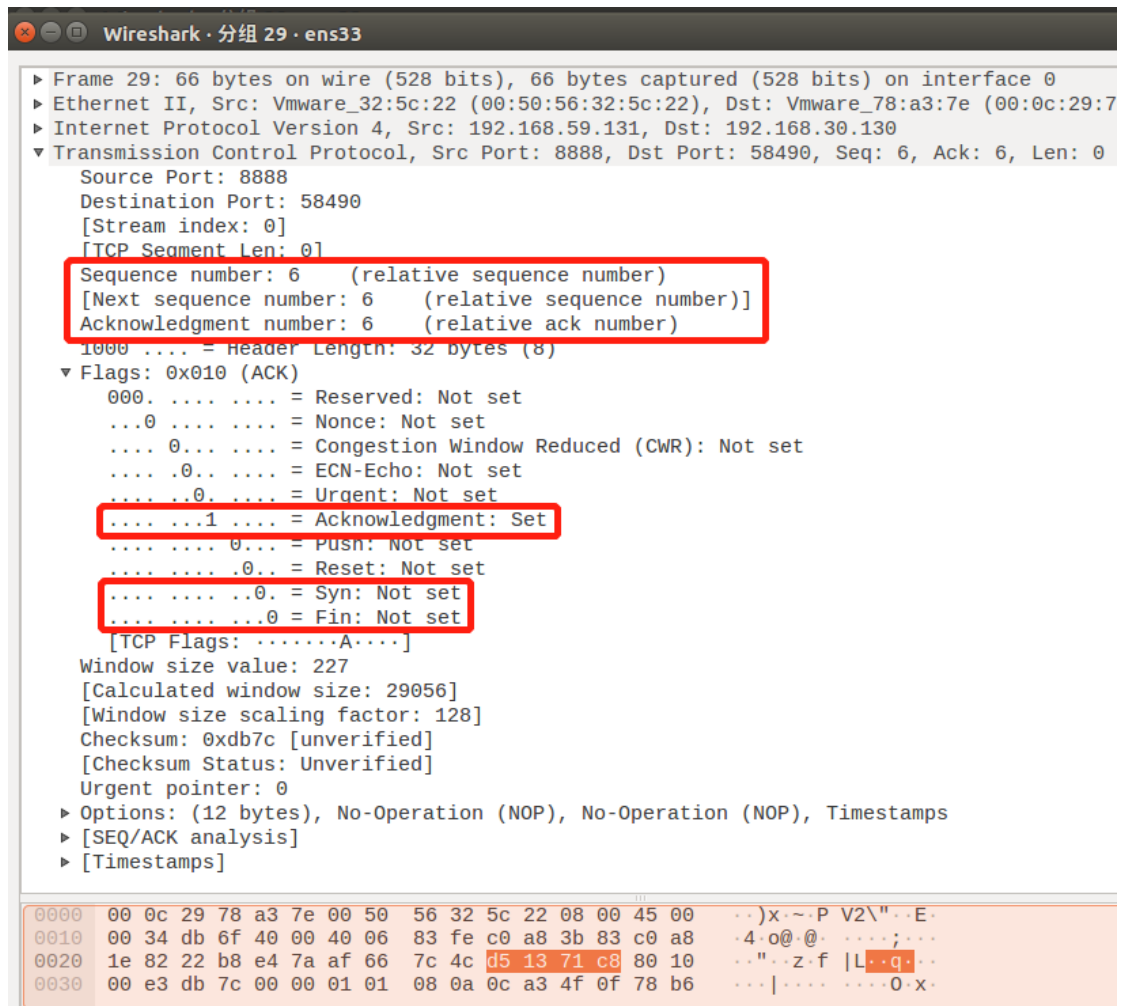 Wireshark · 分组 29 · ens33
Frame 29: 66 bytes on wire (528 bits), 66 bytes captured (528 bits) on interface 0
Ethernet II, Src: Vmware_32:5c:22 (00:50:56:32:5c:22), Dst: Vmware_78:a3:7e (00:0c:29:7
Internet Protocol Version 4, Src: 192.168.59.131, Dst: 192.168.30.130
Transmission Control Protocol, Src Port: 8888, Dst Port: 58490, Seq: 6, Ack: 6, Len: 0
Source Port: 8888
Destination Port: 58490
[Stream index: 0]
[TCP Segment Len: 0]
Sequence number: 6    (relative sequence number)
[Next sequence number: 6    (relative sequence number)]
Acknowledgment number: 6    (relative ack number)
1000 .... = Header Length: 32 bytes (8)
Flags: 0x010 (ACK)
000. .... .... = Reserved: Not set
...0 .... .... = Nonce: Not set
.... 0... .... = Congestion Window Reduced (CWR): Not set
.... .0.. .... = ECN-Echo: Not set
.... ..0. .... = Urgent: Not set
.... ...1 .... = Acknowledgment: Set
.... .... 0... = Push: Not set
.... .... .0.. = Reset: Not set
.... .... ..0. = Syn: Not set
.... .... ...0 = Fin: Not set
[TCP Flags: ·······A····]
Window size value: 227
[Calculated window size: 29056]
[Window size scaling factor: 128]
Checksum: 0xdb7c [unverified]
[Checksum Status: Unverified]
Urgent pointer: 0
Options: (12 bytes), No-Operation (NOP), No-Operation (NOP), Timestamps
[SEQ/ACK analysis]
[Timestamps]
0000  00 0c 29 78 a3 7e 00 50  56 32 5c 22 08 00 45 00   ··)x·~·P V2\"··E·
0010  00 34 db 6f 40 00 40 06  83 fe c0 a8 3b 83 c0 a8   ·4·o@·@· ····;···
0020  1e 82 22 b8 e4 7a af 66  7c 4c d5 13 71 c8 80 10   ··"··z·f |L··q···
0030  00 e3 db 7c 00 00 01 01  08 0a 0c a3 4f 0f 78 b6   ···|···· ····O·x·